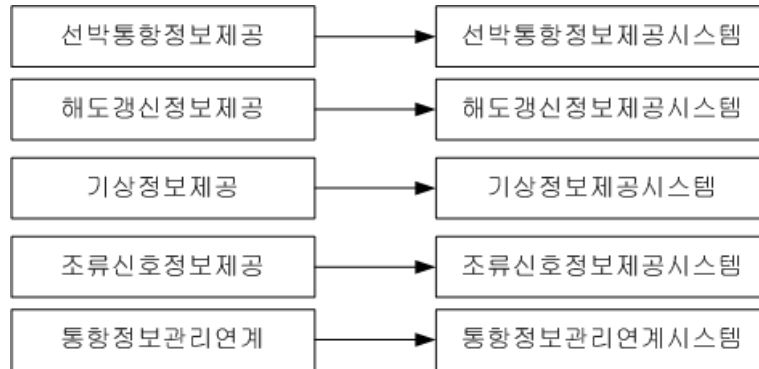 선박통항정보제공 선박통항정보제공시스템
해도갱신정보제공 해도갱신정보제공시스템
기상정보제공 기상정보제공시스템
조류신호정보제공 조류신호정보제공시스템
통항정보관리연계 통항정보관리연계시스템